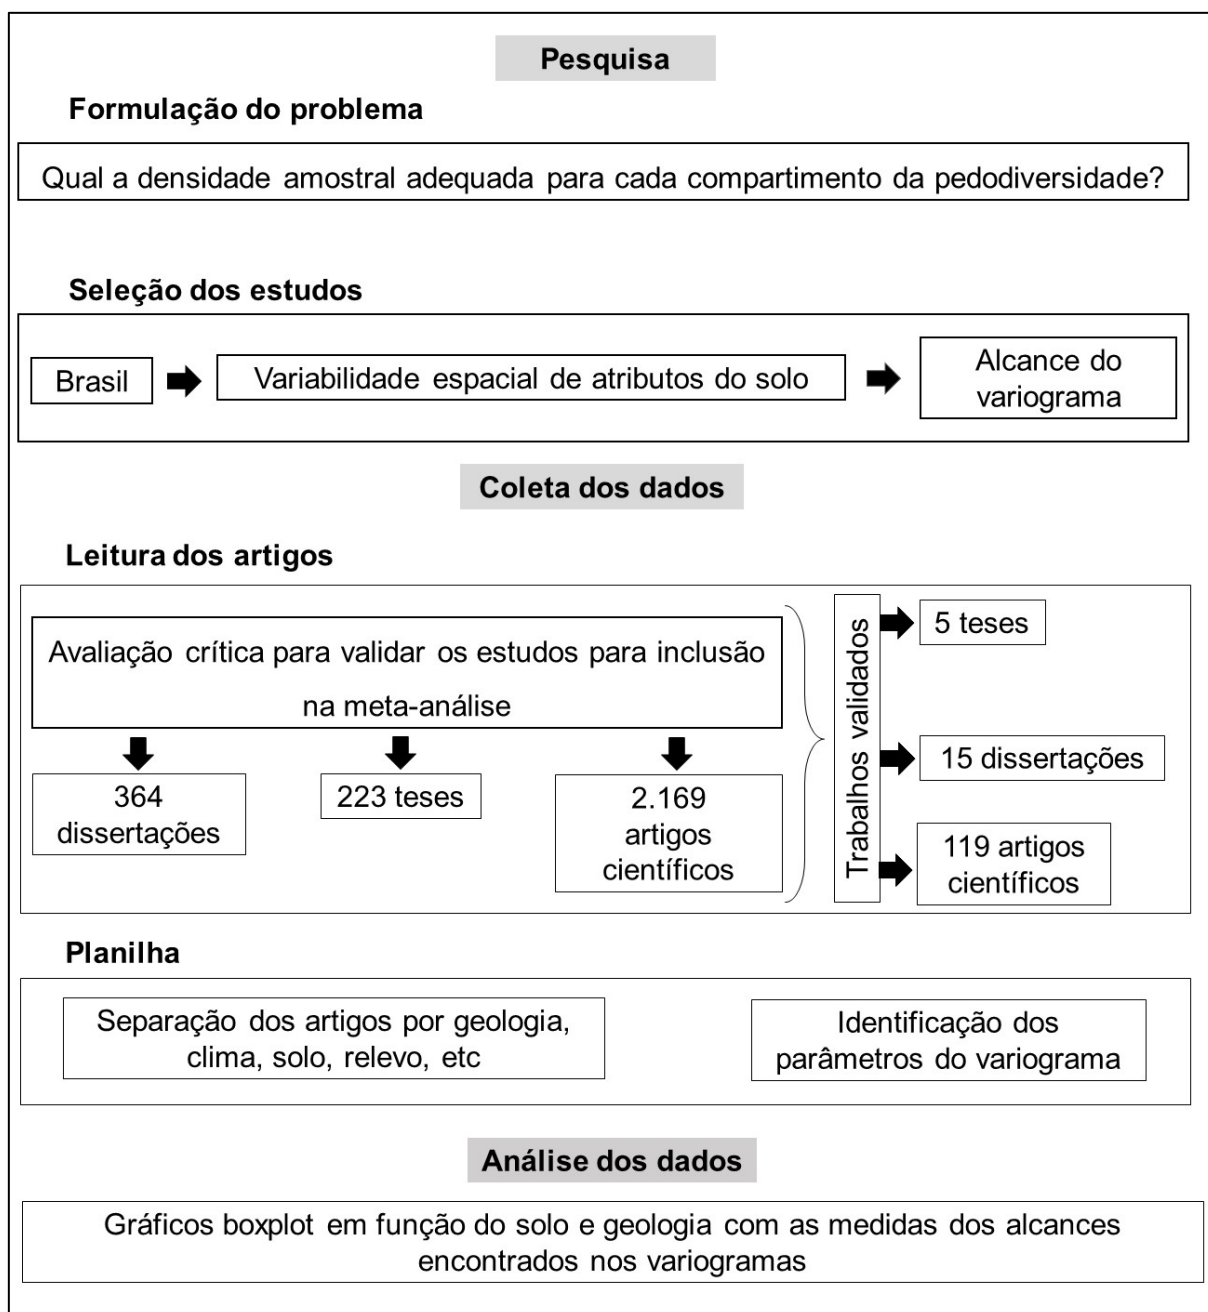 Pesquisa
Formulação do problema
Qual a densidade amostral adequada para cada compartimento da pedodiversidade?
Seleção dos estudos
Brasil
Variabilidade espacial de atributos do solo
Alcance do
variograma
Coleta dos dados
Leitura dos artigos
Avaliação crítica para validar os estudos para inclusão
na meta-análise
364
dissertações
223 teses
2.169
artigos
científicos
Trabalhos validados
5 teses
15 dissertações
119 artigos
científicos
Planilha
Separação dos artigos por geologia,
clima, solo, relevo, etc
Identificação dos
parâmetros do variograma
Análise dos dados
Gráficos boxplot em função do solo e geologia com as medidas dos alcances
encontrados nos variogramas